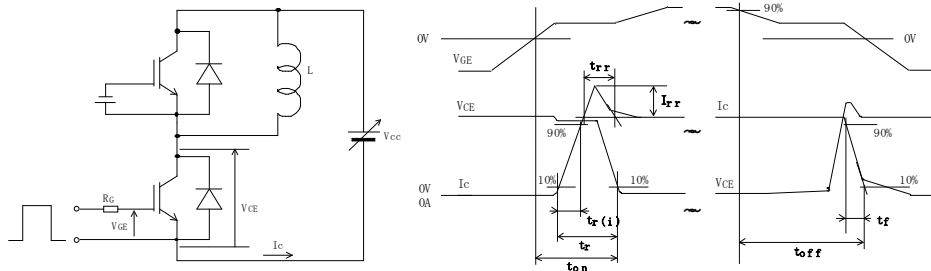 L
Vcc
RG
VGE
VCE
Ic
0V
VGE
trr
Irr
VCE
90%
0V
0A
Ic
10%
10%
tr(i)
tr
ton
90%
0V
Ic
90%
VCE
10%
tf
toff